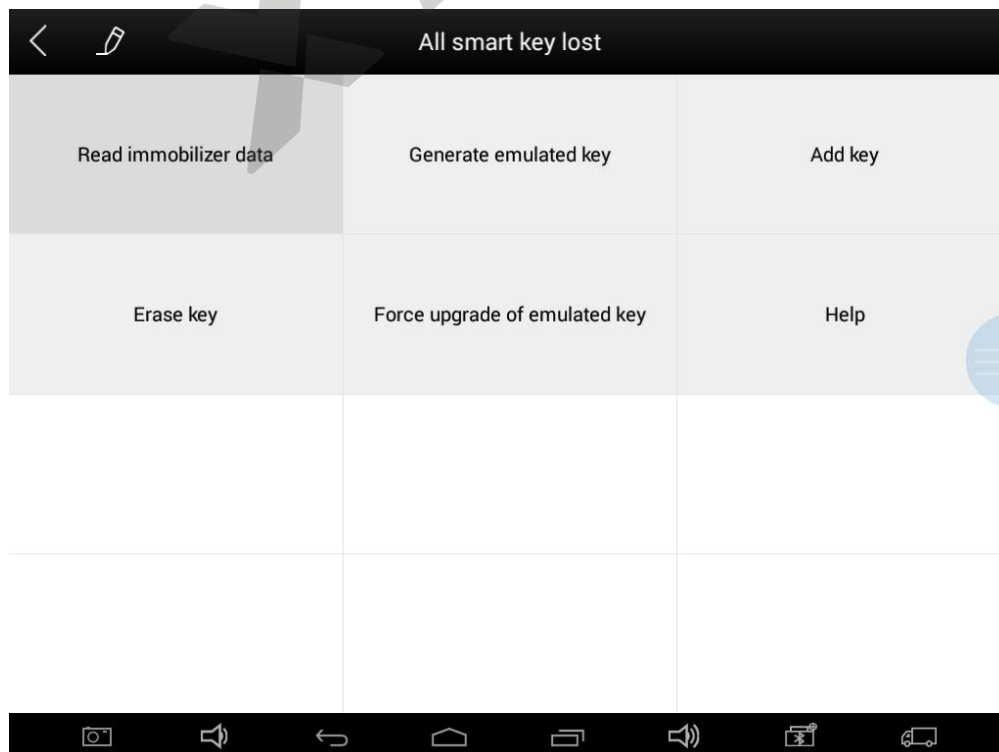 All smart key lost
Read immobilizer data
Generate emulated key
Add key
Erase key
Force upgrade of emulated key
Help